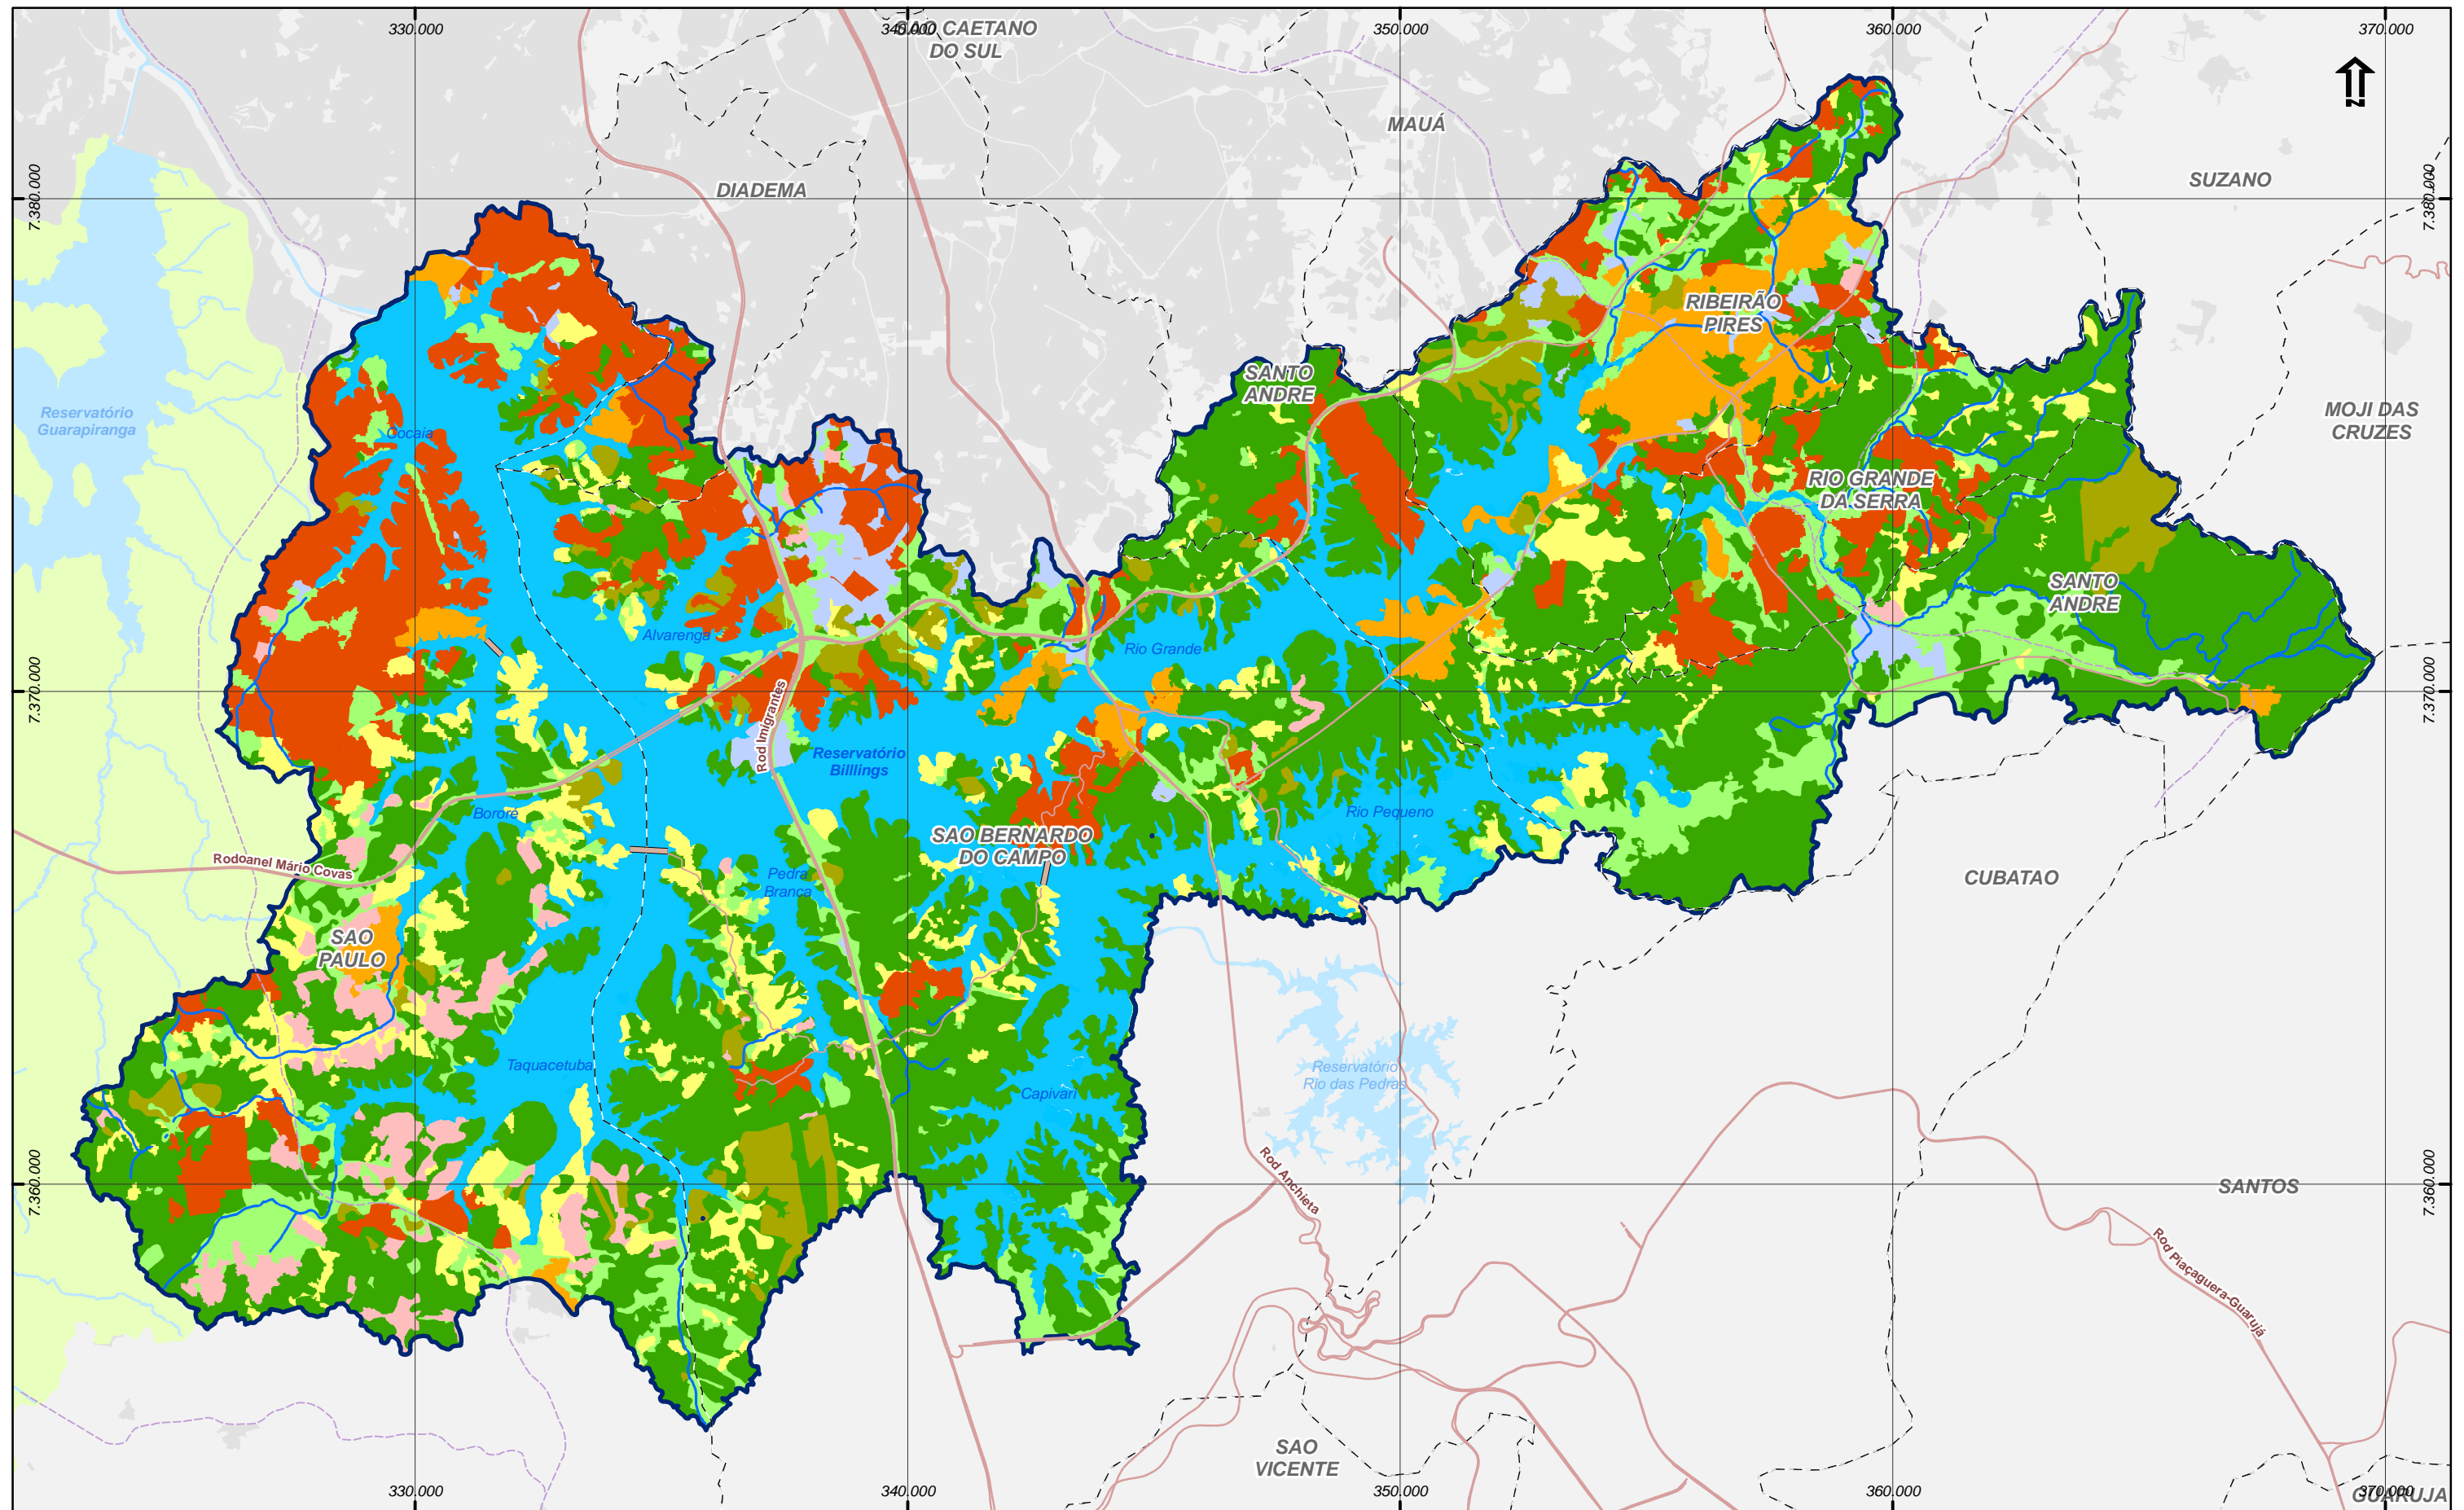 330.000
340.000
350.000
360.000
370.000
SAO CAETANO
DO SUL
MAUÁ
DIADEMA
SUZANO
N
7.380.000
7.380.000
RIBEIRÃO
PIRES
SANTO
ANDRE
MOJI DAS
CRUZES
Reservatório
Guarapiranga
Cocaia
RIO GRANDE
DA SERRA
SANTO
ANDRE
Alvarenga
Rio Grande
7.370.000
7.370.000
Rod Imigrantes
Reservatório
Billlings
Bororé
Rio Pequeno
SAO BERNARDO
DO CAMPO
Rodoanel Mário Covas
Pedra
Branca
CUBATAO
SAO
PAULO
Taquacetuba
Reservatório
Rio das Pedras
Capivari
7.360.000
7.360.000
Rod Anchieta
SANTOS
Rod Piaçaguera-Guarujá
SAO
VICENTE
330.000
340.000
350.000
360.000
370.000
GUARUJA